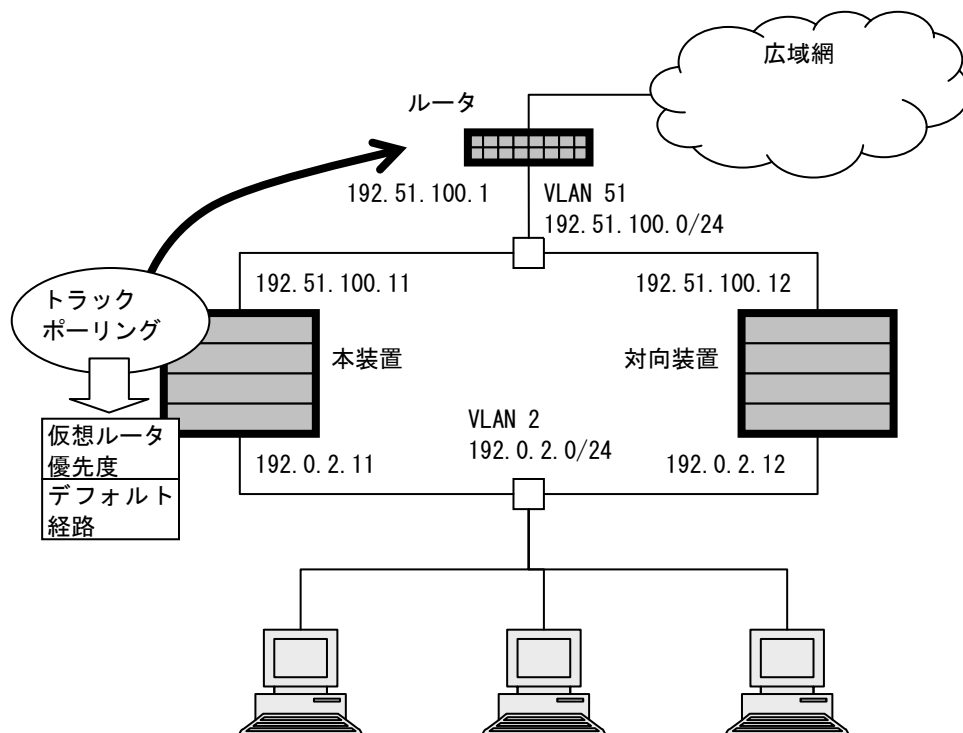 広域網
ルータ
192.51.100.1
VLAN 51
192.51.100.0/24
192.51.100.11
192.51.100.12
トラック
ポーリング
本装置
対向装置
仮想ルータ
優先度
デフォルト
経路
VLAN 2
192.0.2.0/24
192.0.2.11
192.0.2.12